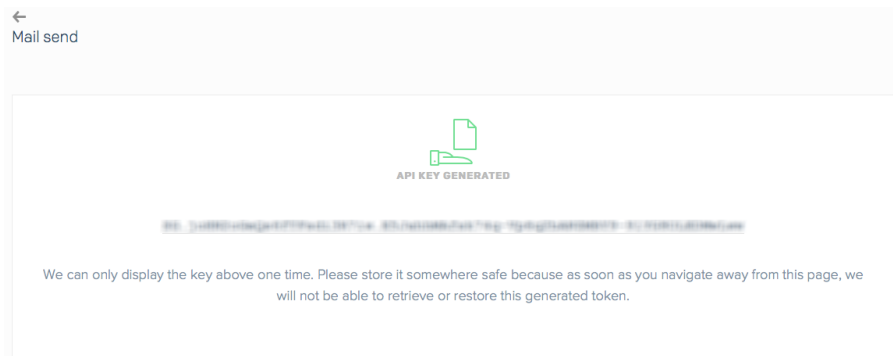 Mail send
API KEY GENERATED
We can only display the key above one time. Please store it somewhere safe because as soon as you navigate away from this page, we
will not be able to retrieve or restore this generated token.